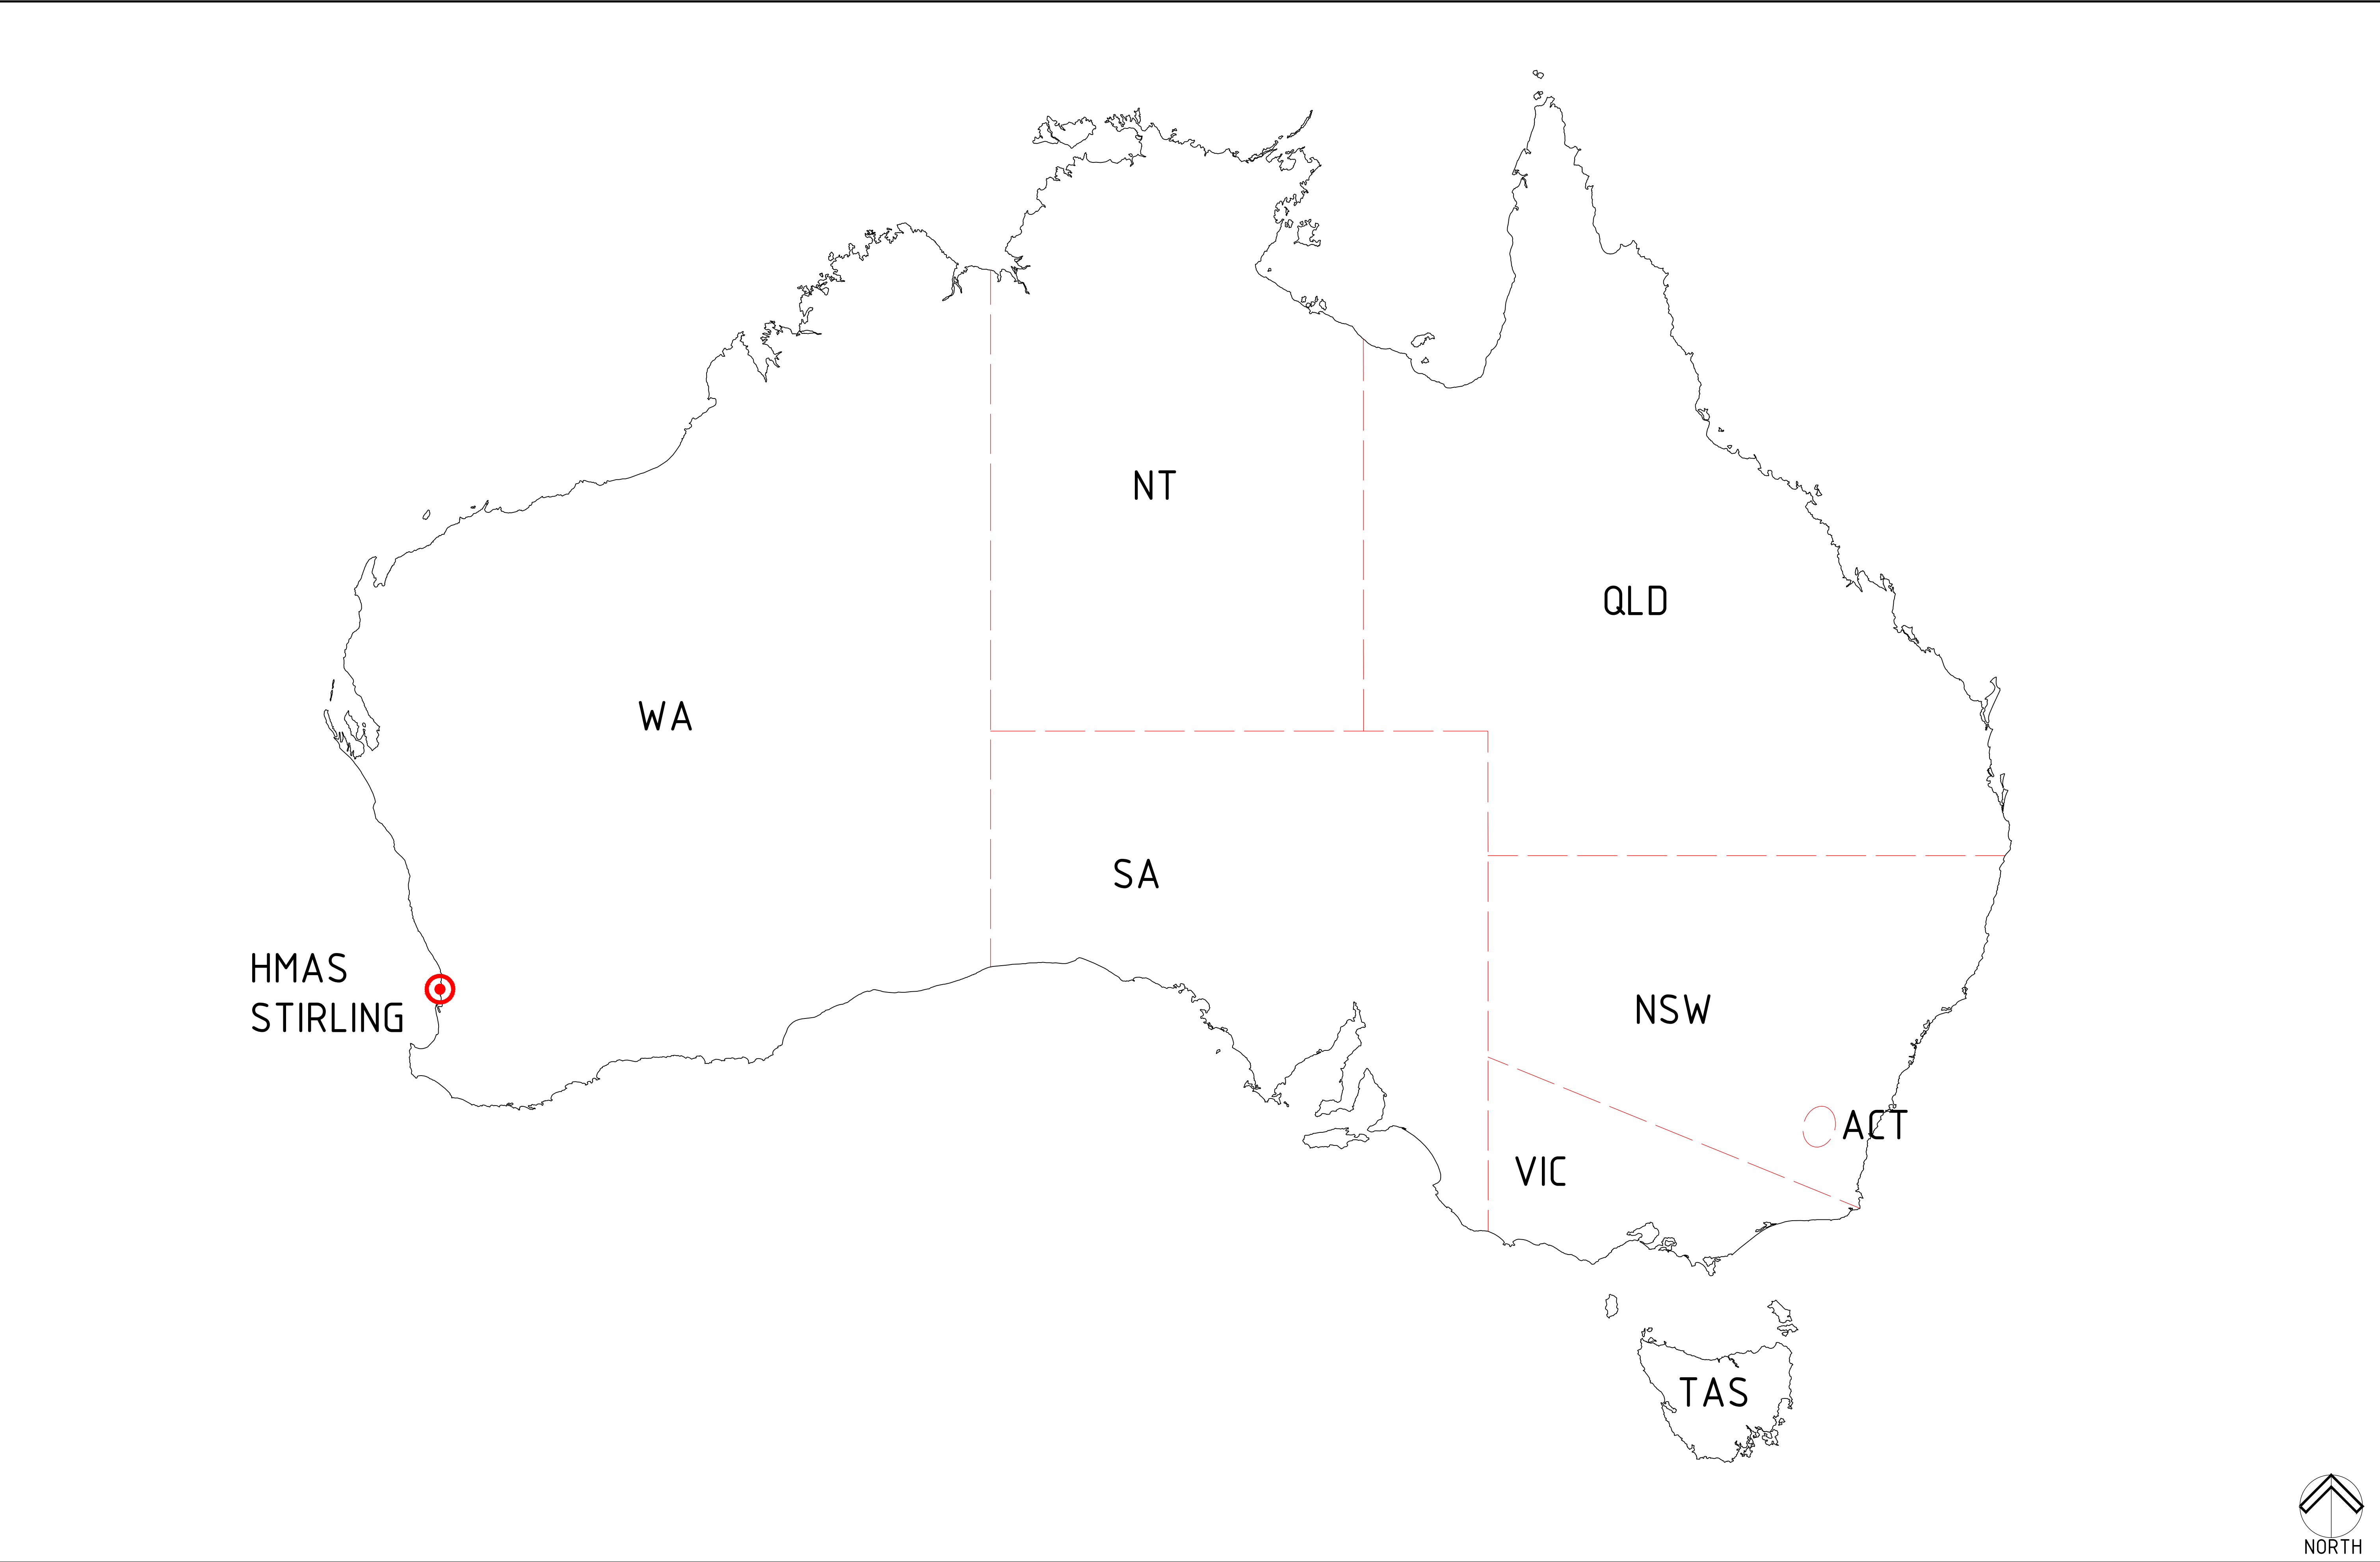 NT
QLD
WA
SA
HMAS
STIRLING
NSW
ACT
VIC
TAS
NORTH